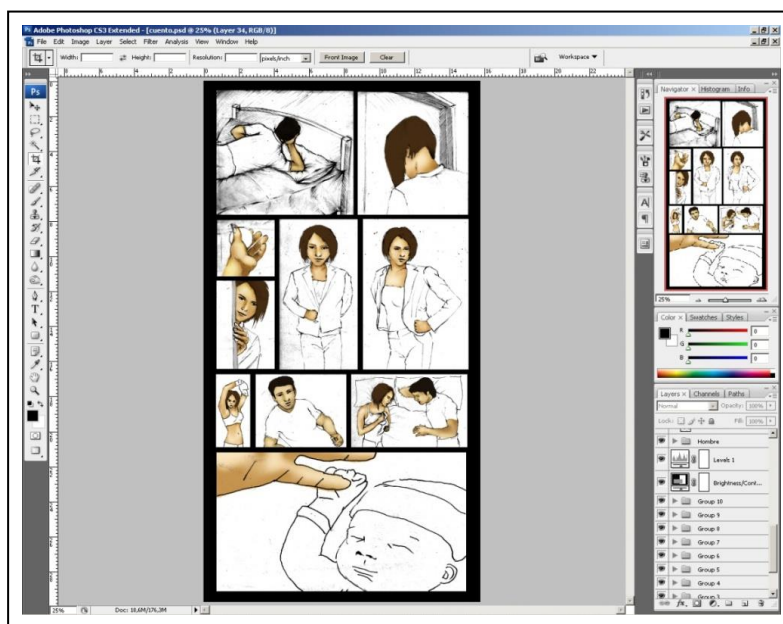 Adobe Photoshop CS3 Extended - [cuento.psd @ 25% (Layer 34, RGB/8)]
File Edit Image Layer Select Filter Analysis View Window Help
Width: Height: Resolution: pixels/inch Front Image Clear Workspace
Ps
Navigator × Histogram Info
25%
Color × Swatches Styles
R 0
G 0
B 0
Layers × Channels Paths
Normal Opacity: 100%
Lock: Fill: 100%
Hombre
Levels 1
Brightness/Cont...
Group 10
Group 9
Group 8
Group 7
Group 6
Group 5
Group 4
Group 3
25% Doc: 18,6M/176,3M